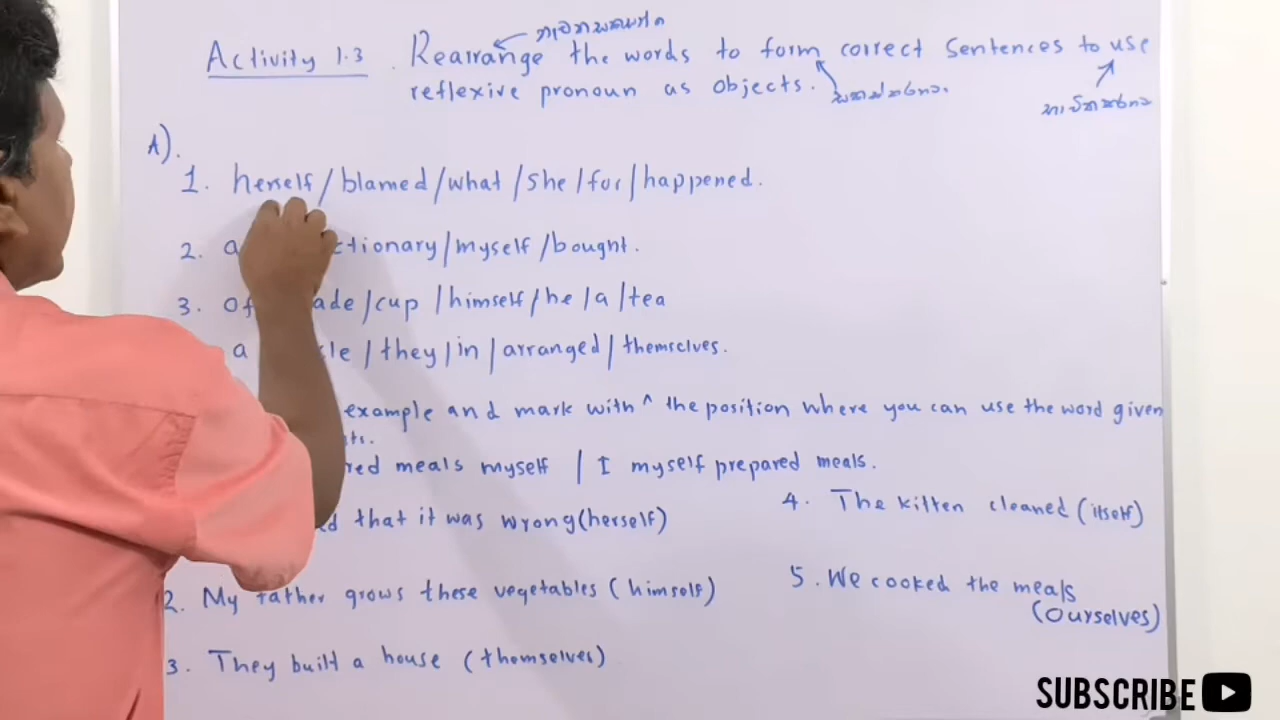 Activity 1.3 . Rearrange the words to form correct Sentences to use
reflexive pronoun as objects.
A).
1. herself/blamed/what/she/for/happened.
2. a ctionary/myself/bought.
3. of ade/cup/himself/he/a/tea
a le/they/in/arranged/themselves.
example and mark with ^ the position where you can use the word given
ts.
red meals myself / I myself prepared meals.
d that it was wrong(herself)
4. The kitten cleaned (itself)
2. My father grows these vegetables (himself)
5. We cooked the meals
(Ourselves)
3. They built a house (themselves)
SUBSCRIBE